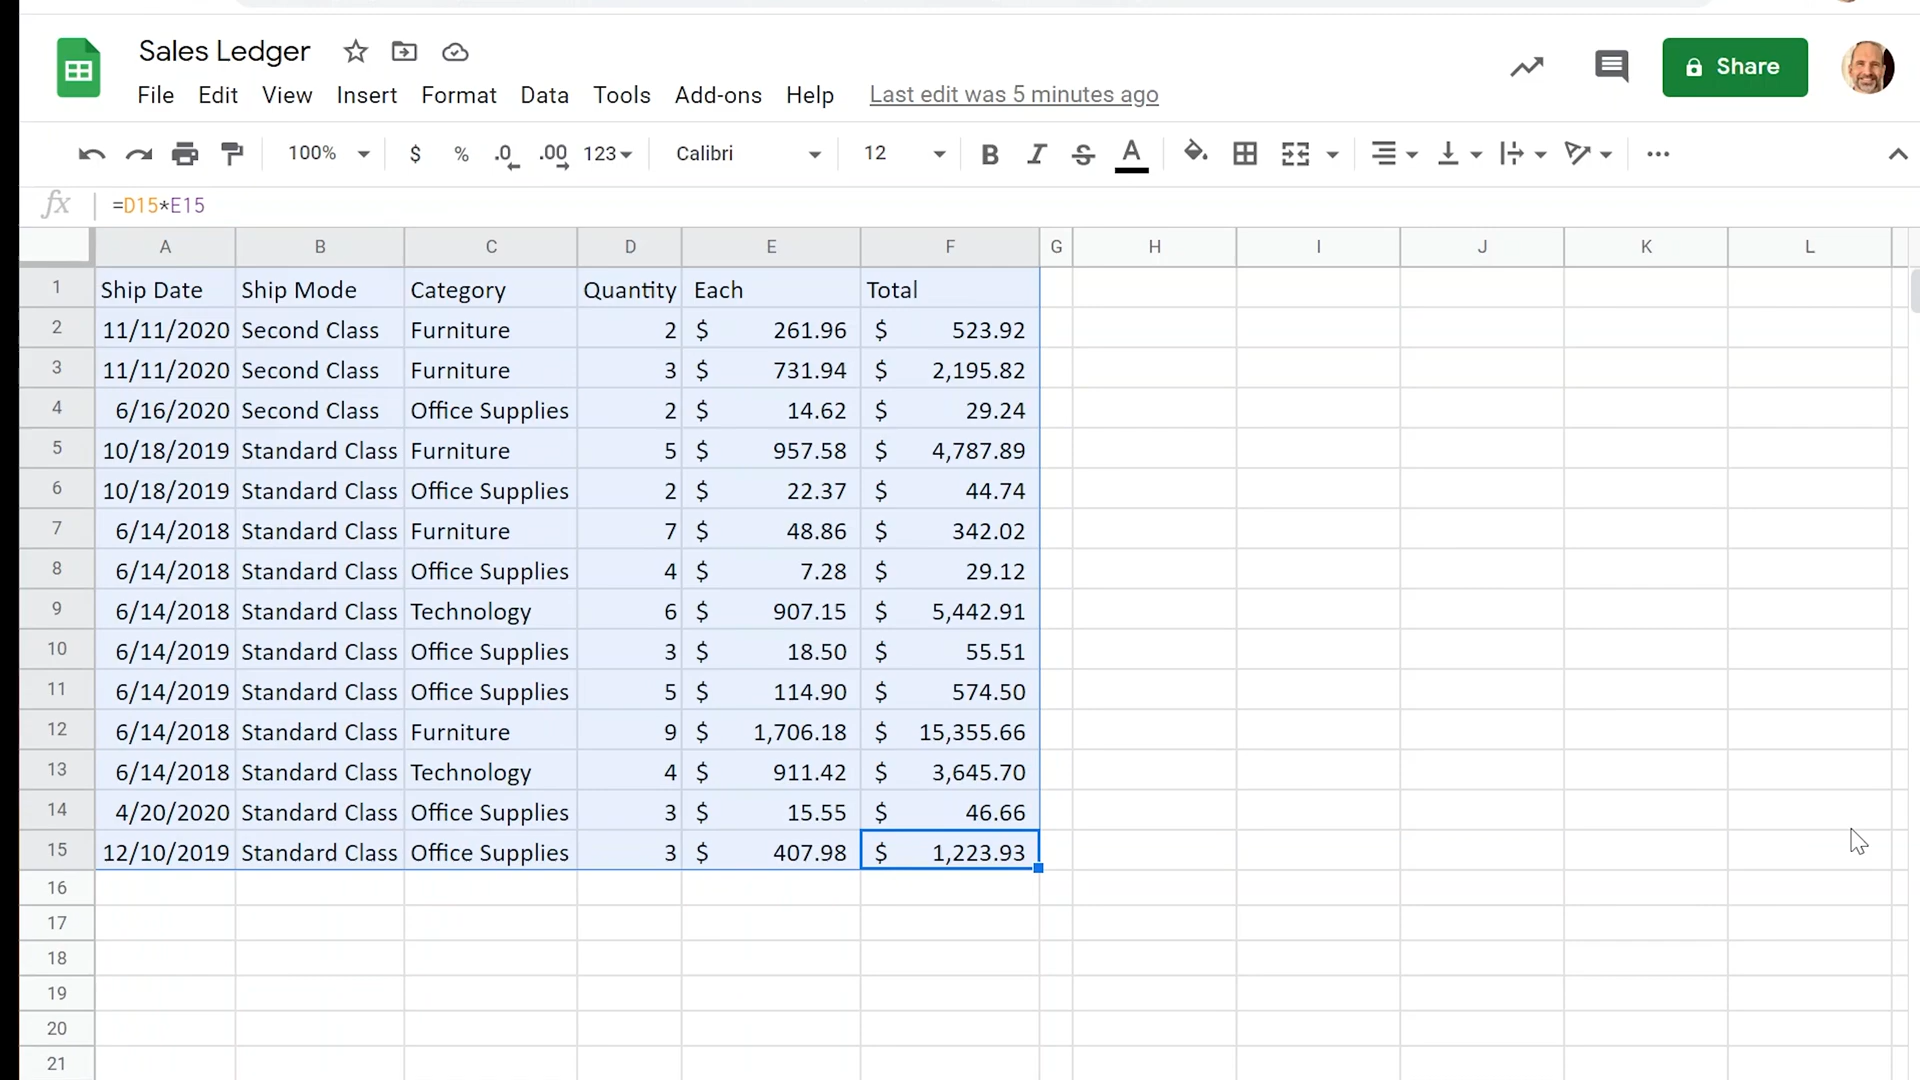 Sales Ledger
File Edit View Insert Format Data Tools Add-ons Help Last edit was 5 minutes ago
Share
100% $ % .0 .00 123 Calibri 12 B I S A
fx =D15*E15
A B C D E F G H I J K L
1 Ship Date Ship Mode Category Quantity Each Total
2 11/11/2020 Second Class Furniture 2 $ 261.96 $ 523.92
3 11/11/2020 Second Class Furniture 3 $ 731.94 $ 2,195.82
4 6/16/2020 Second Class Office Supplies 2 $ 14.62 $ 29.24
5 10/18/2019 Standard Class Furniture 5 $ 957.58 $ 4,787.89
6 10/18/2019 Standard Class Office Supplies 2 $ 22.37 $ 44.74
7 6/14/2018 Standard Class Furniture 7 $ 48.86 $ 342.02
8 6/14/2018 Standard Class Office Supplies 4 $ 7.28 $ 29.12
9 6/14/2018 Standard Class Technology 6 $ 907.15 $ 5,442.91
10 6/14/2019 Standard Class Office Supplies 3 $ 18.50 $ 55.51
11 6/14/2019 Standard Class Office Supplies 5 $ 114.90 $ 574.50
12 6/14/2018 Standard Class Furniture 9 $ 1,706.18 $ 15,355.66
13 6/14/2018 Standard Class Technology 4 $ 911.42 $ 3,645.70
14 4/20/2020 Standard Class Office Supplies 3 $ 15.55 $ 46.66
15 12/10/2019 Standard Class Office Supplies 3 $ 407.98 $ 1,223.93
16
17
18
19
20
21